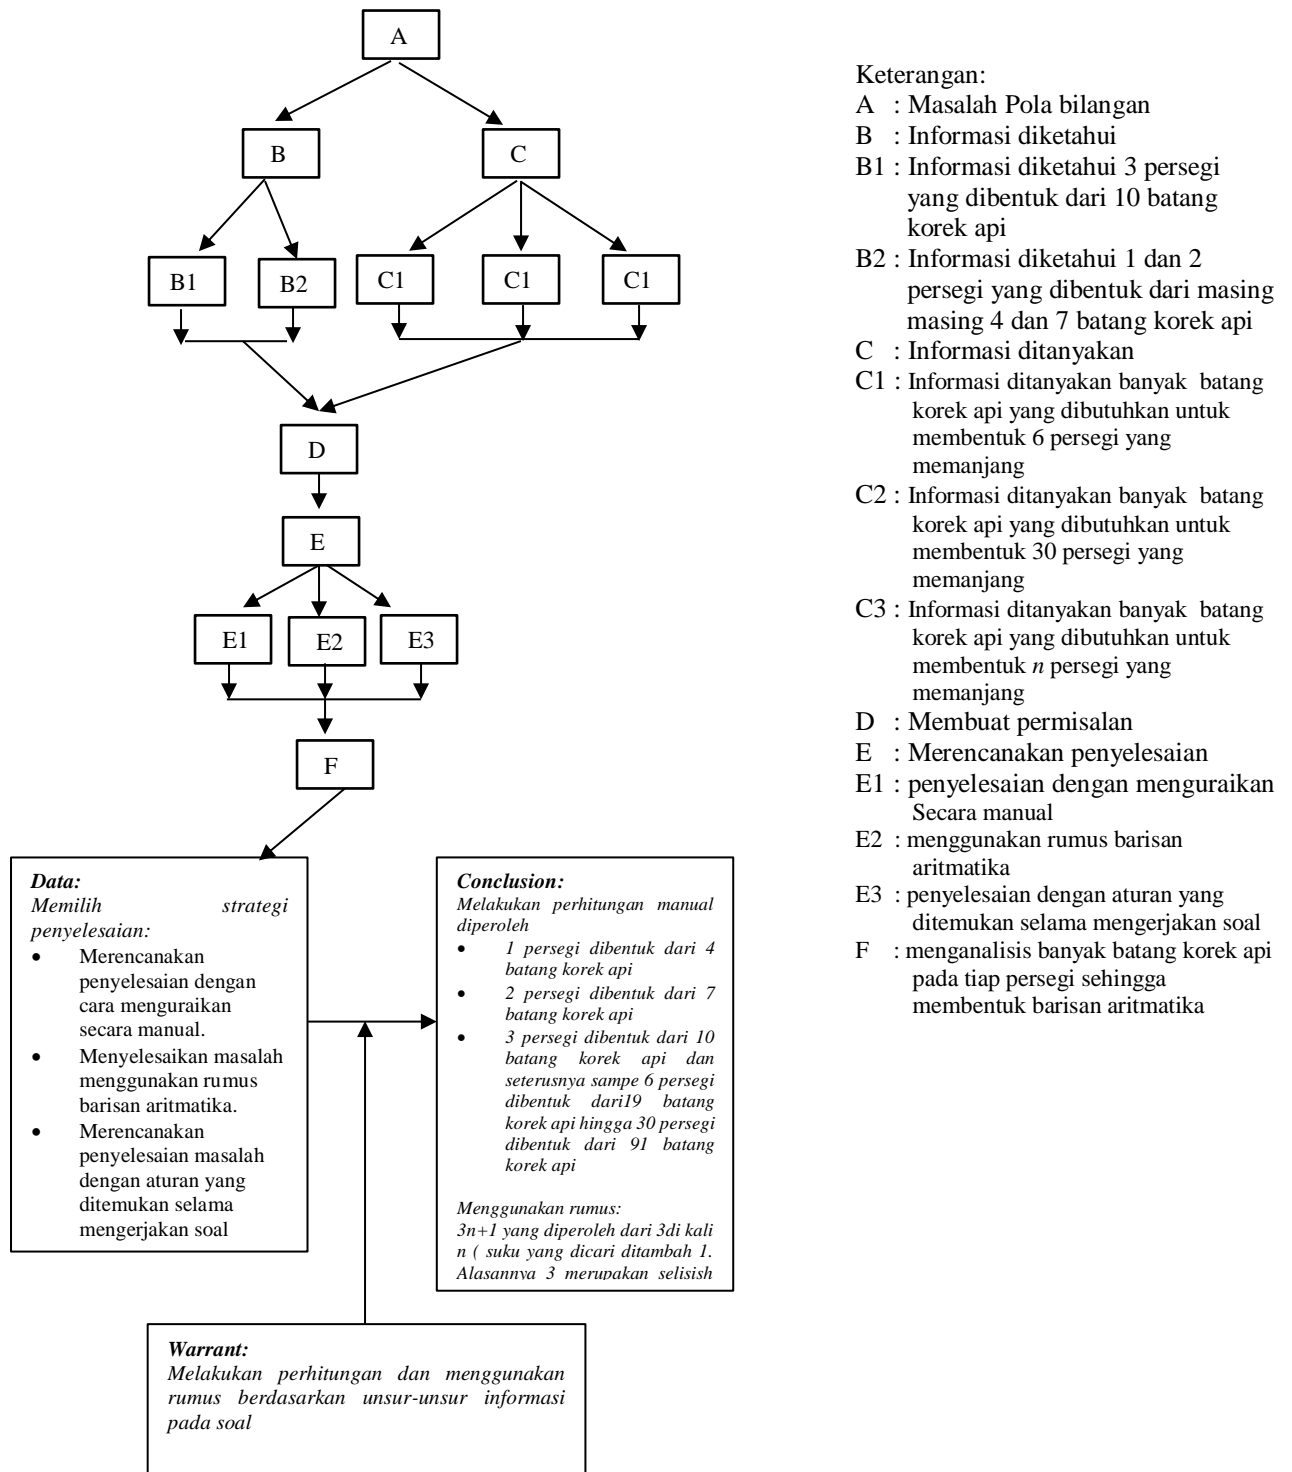 A
B
C
B1
B2
C1
C1
C1
D
E
E1
E2
E3
F
Data:
Memilih strategi
penyelesaian:
• Merencanakan
penyelesaian dengan
cara menguraikan
secara manual.
• Menyelesaikan masalah
menggunakan rumus
barisan aritmatika.
• Merencanakan
penyelesaian masalah
dengan aturan yang
ditemukan selama
mengerjakan soal
Conclusion:
Melakukan perhitungan manual
diperoleh
• 1 persegi dibentuk dari 4
batang korek api
• 2 persegi dibentuk dari 7
batang korek api
• 3 persegi dibentuk dari 10
batang korek api dan
seterusnya sampe 6 persegi
dibentuk dari19 batang
korek api hingga 30 persegi
dibentuk dari 91 batang
korek api
Menggunakan rumus:
3n+1 yang diperoleh dari 3di kali
n ( suku yang dicari ditambah 1.
Alasannya 3 merupakan selisish
Warrant:
Melakukan perhitungan dan menggunakan
rumus berdasarkan unsur-unsur informasi
pada soal
Keterangan:
A : Masalah Pola bilangan
B : Informasi diketahui
B1 : Informasi diketahui 3 persegi
yang dibentuk dari 10 batang
korek api
B2 : Informasi diketahui 1 dan 2
persegi yang dibentuk dari masing
masing 4 dan 7 batang korek api
C : Informasi ditanyakan
C1 : Informasi ditanyakan banyak batang
korek api yang dibutuhkan untuk
membentuk 6 persegi yang
memanjang
C2 : Informasi ditanyakan banyak batang
korek api yang dibutuhkan untuk
membentuk 30 persegi yang
memanjang
C3 : Informasi ditanyakan banyak batang
korek api yang dibutuhkan untuk
membentuk n persegi yang
memanjang
D : Membuat permisalan
E : Merencanakan penyelesaian
E1 : penyelesaian dengan menguraikan
Secara manual
E2 : menggunakan rumus barisan
aritmatika
E3 : penyelesaian dengan aturan yang
ditemukan selama mengerjakan soal
F : menganalisis banyak batang korek api
pada tiap persegi sehingga
membentuk barisan aritmatika